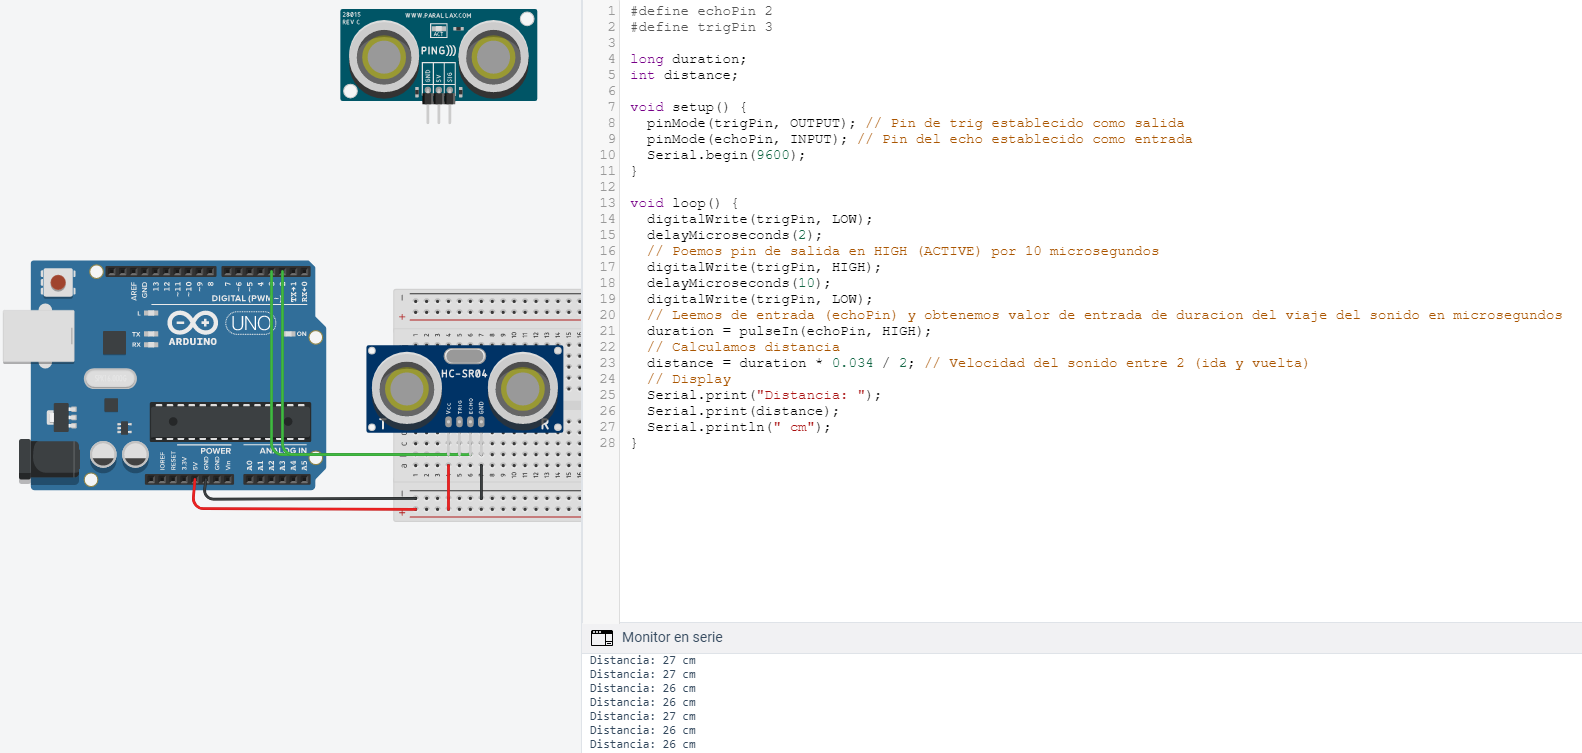 28015
REV C
WWW.PARALLAX.COM
ACT
PING)))
GND
5V
SIG
AREF
GND
13
12
~11
~10
~9
8
7
~6
~5
4
TX→1
RX←0
DIGITAL (PWM~)
L
TX
RX
UNO
ARDUINO
ON
POWER
ANALOG IN
IOREF
RESET
3.3V
5V
GND
GND
Vin
A0
A1
A2
A3
A4
A5
HC-SR04
VCC
TRIG
ECHO
GND
T
R
1 #define echoPin 2
2 #define trigPin 3
3
4 long duration;
5 int distance;
6
7 void setup() {
8   pinMode(trigPin, OUTPUT); // Pin de trig establecido como salida
9   pinMode(echoPin, INPUT); // Pin del echo establecido como entrada
10   Serial.begin(9600);
11 }
12
13 void loop() {
14   digitalWrite(trigPin, LOW);
15   delayMicroseconds(2);
16   // Poemos pin de salida en HIGH (ACTIVE) por 10 microsegundos
17   digitalWrite(trigPin, HIGH);
18   delayMicroseconds(10);
19   digitalWrite(trigPin, LOW);
20   // Leemos de entrada (echoPin) y obtenemos valor de entrada de duracion del viaje del sonido en microsegundos
21   duration = pulseIn(echoPin, HIGH);
22   // Calculamos distancia
23   distance = duration * 0.034 / 2; // Velocidad del sonido entre 2 (ida y vuelta)
24   // Display
25   Serial.print("Distancia: ");
26   Serial.print(distance);
27   Serial.println(" cm");
28 }
Monitor en serie
Distancia: 27 cm
Distancia: 27 cm
Distancia: 26 cm
Distancia: 26 cm
Distancia: 27 cm
Distancia: 26 cm
Distancia: 26 cm